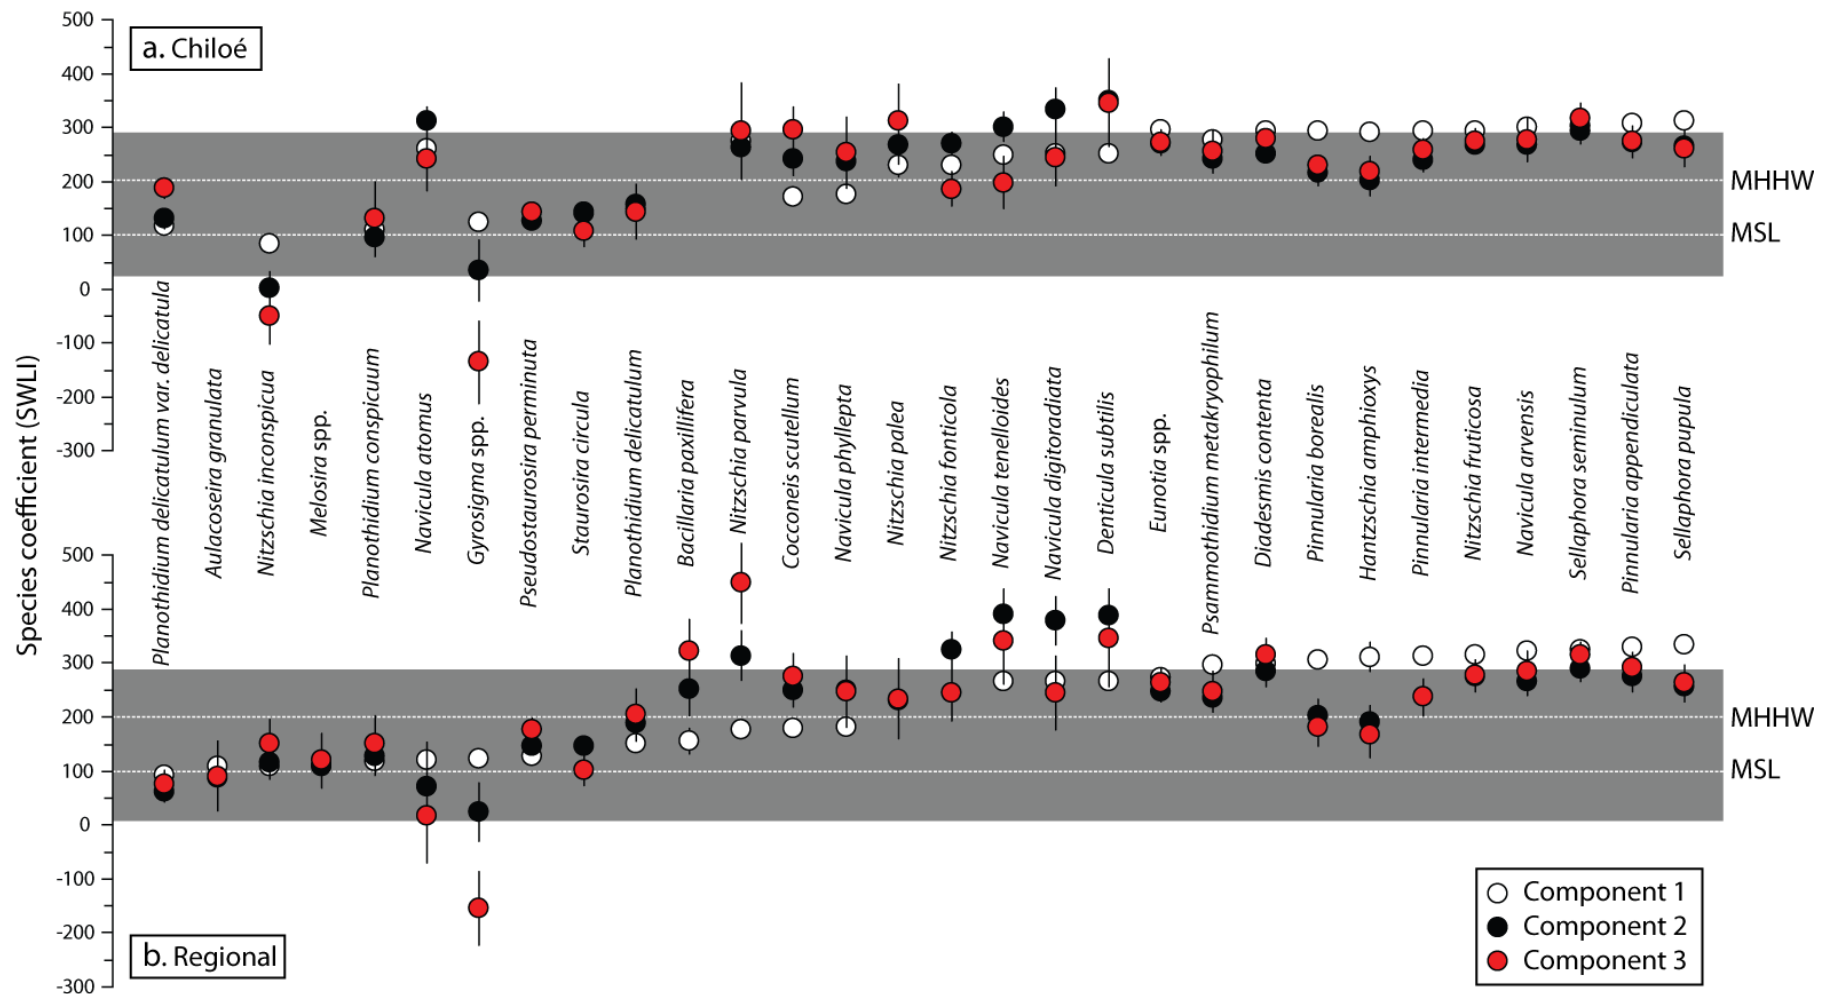 500
a. Chiloé
400
300
200
MHHW
100
MSL
0
-100
-200
-300
Species coefficient (SWLI)
Planothidium delicatulum var. delicatula
Aulacoseira granulata
Nitzschia inconspicua
Melosira spp.
Planothidium conspicuum
Navicula atomus
Gyrosigma spp.
Pseudostaurosira perminuta
Staurosira circula
Planothidium delicatulum
Bacillaria paxillifera
Nitzschia parvula
Cocconeis scutellum
Navicula phyllepta
Nitzschia palea
Nitzschia fonticola
Navicula tenelloides
Navicula digitoradiata
Denticula subtilis
Eunotia spp.
Psammothidium metakryophilum
Diadesmis contenta
Pinnularia borealis
Hantzschia amphioxys
Pinnularia intermedia
Nitzschia fruticosa
Navicula arvensis
Sellaphora seminulum
Pinnularia appendiculata
Sellaphora pupula
500
400
300
200
MHHW
100
MSL
0
-100
-200
-300
b. Regional
Component 1
Component 2
Component 3